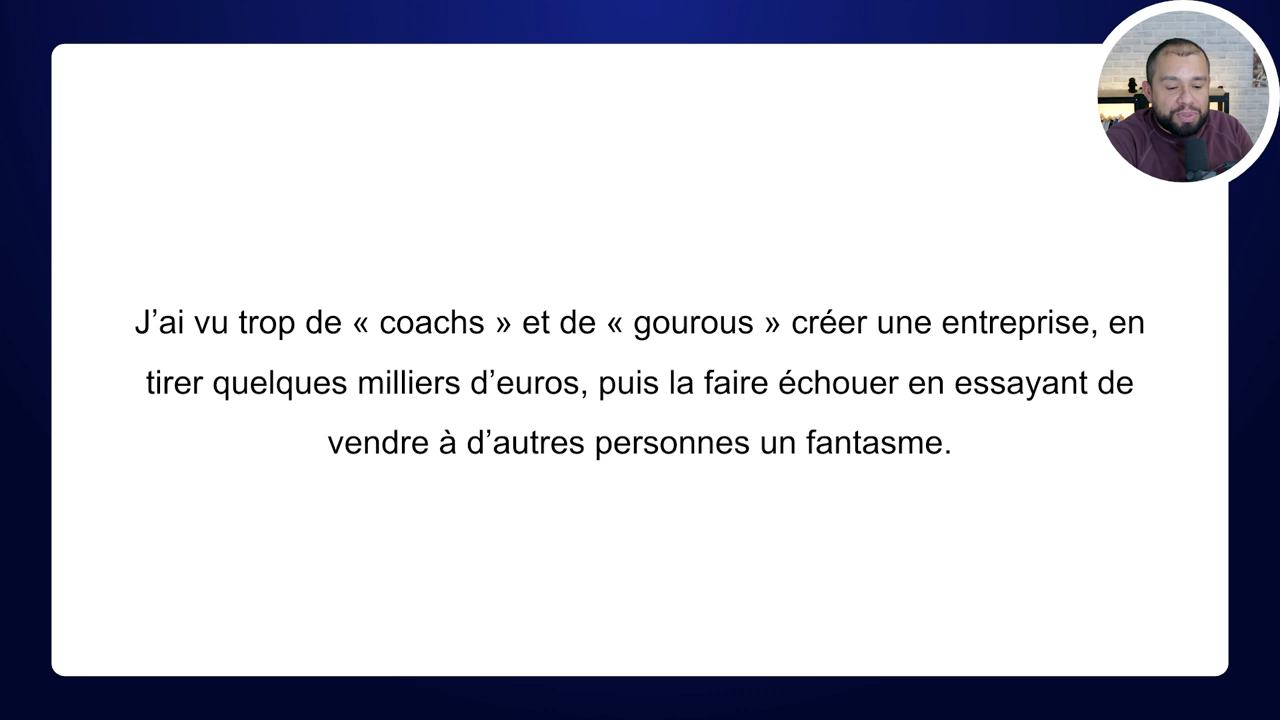 J’ai vu trop de « coachs » et de « gourous » créer une entreprise, en
tirer quelques milliers d’euros, puis la faire échouer en essayant de
vendre à d’autres personnes un fantasme.